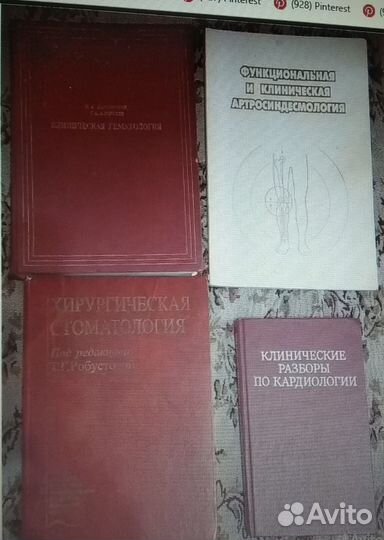 Pinterest
(928) Pinterest
КЛИНИЧЕСКАЯ ГЕМАТОЛОГИЯ
ФУНКЦИОНАЛЬНАЯ
И КЛИНИЧЕСКАЯ
АРТРОСИНДЕСМОЛОГИЯ
ХИРУРГИЧЕСКАЯ
СТОМАТОЛОГИЯ
Под редакцией
Т.Г.Робустовой
КЛИНИЧЕСКИЕ
РАЗБОРЫ
ПО КАРДИОЛОГИИ
Avito